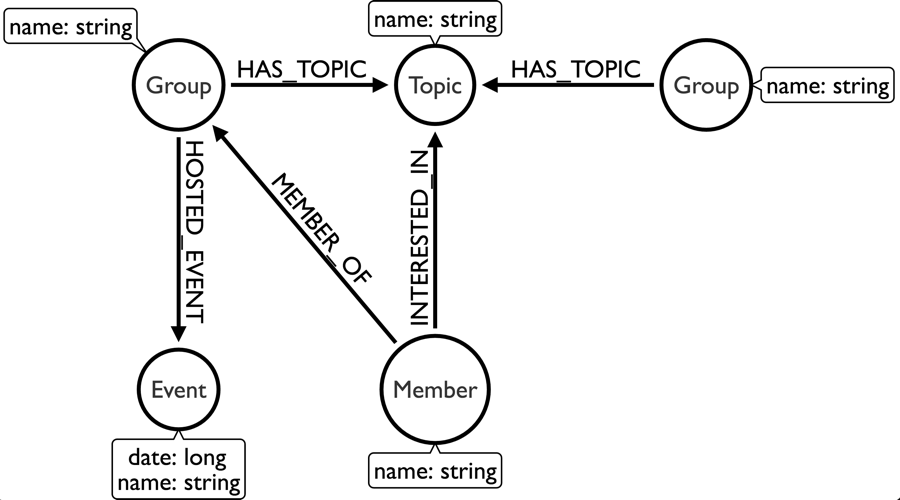 name: string
name: string
Group
HAS_TOPIC
Topic
HAS_TOPIC
Group
name: string
HOSTED_EVENT
MEMBER_OF
INTERESTED_IN
Event
Member
date: long
name: string
name: string